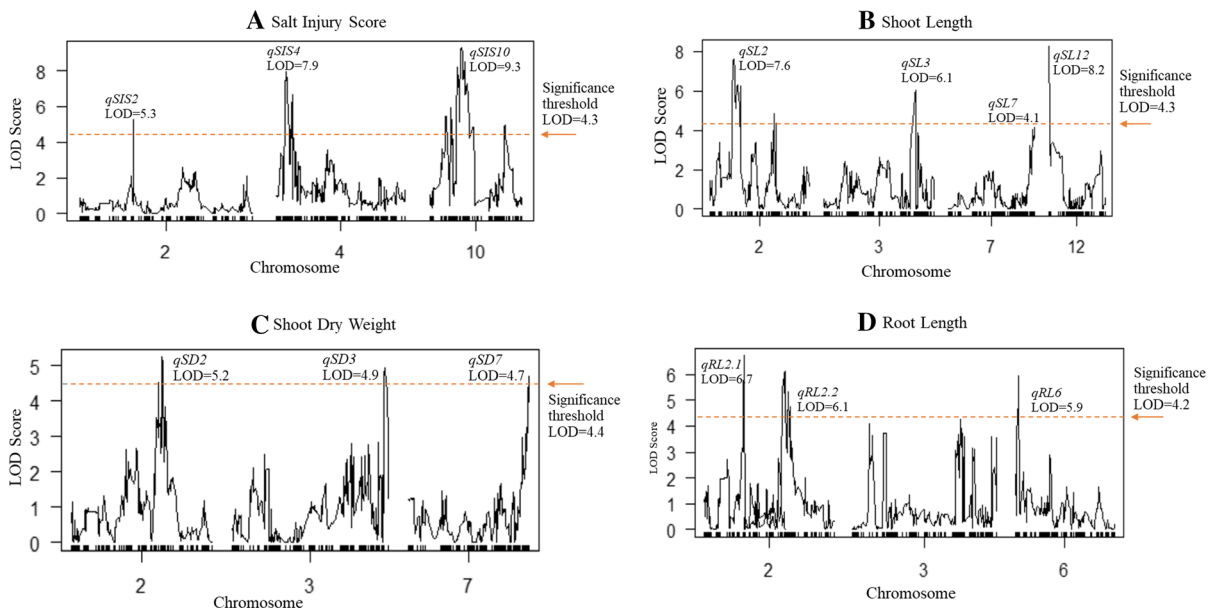 A Salt Injury Score
LOD Score
8
6
4
2
0
qSIS2
LOD=5.3
qSIS4
LOD=7.9
qSIS10
LOD=9.3
Significance
threshold
LOD=4.3
2
4
10
Chromosome
B Shoot Length
LOD Score
8
6
4
2
0
qSL2
LOD=7.6
qSL3
LOD=6.1
qSL7
LOD=4.1
qSL12
LOD=8.2
Significance
threshold
LOD=4.3
2
3
7
12
Chromosome
C Shoot Dry Weight
LOD Score
5
4
3
2
1
0
qSD2
LOD=5.2
qSD3
LOD=4.9
qSD7
LOD=4.7
Significance
threshold
LOD=4.4
2
3
7
Chromosome
D Root Length
LOD Score
6
5
4
3
2
1
0
qRL2.1
LOD=6.7
qRL2.2
LOD=6.1
qRL6
LOD=5.9
Significance
threshold
LOD=4.2
2
3
6
Chromosome